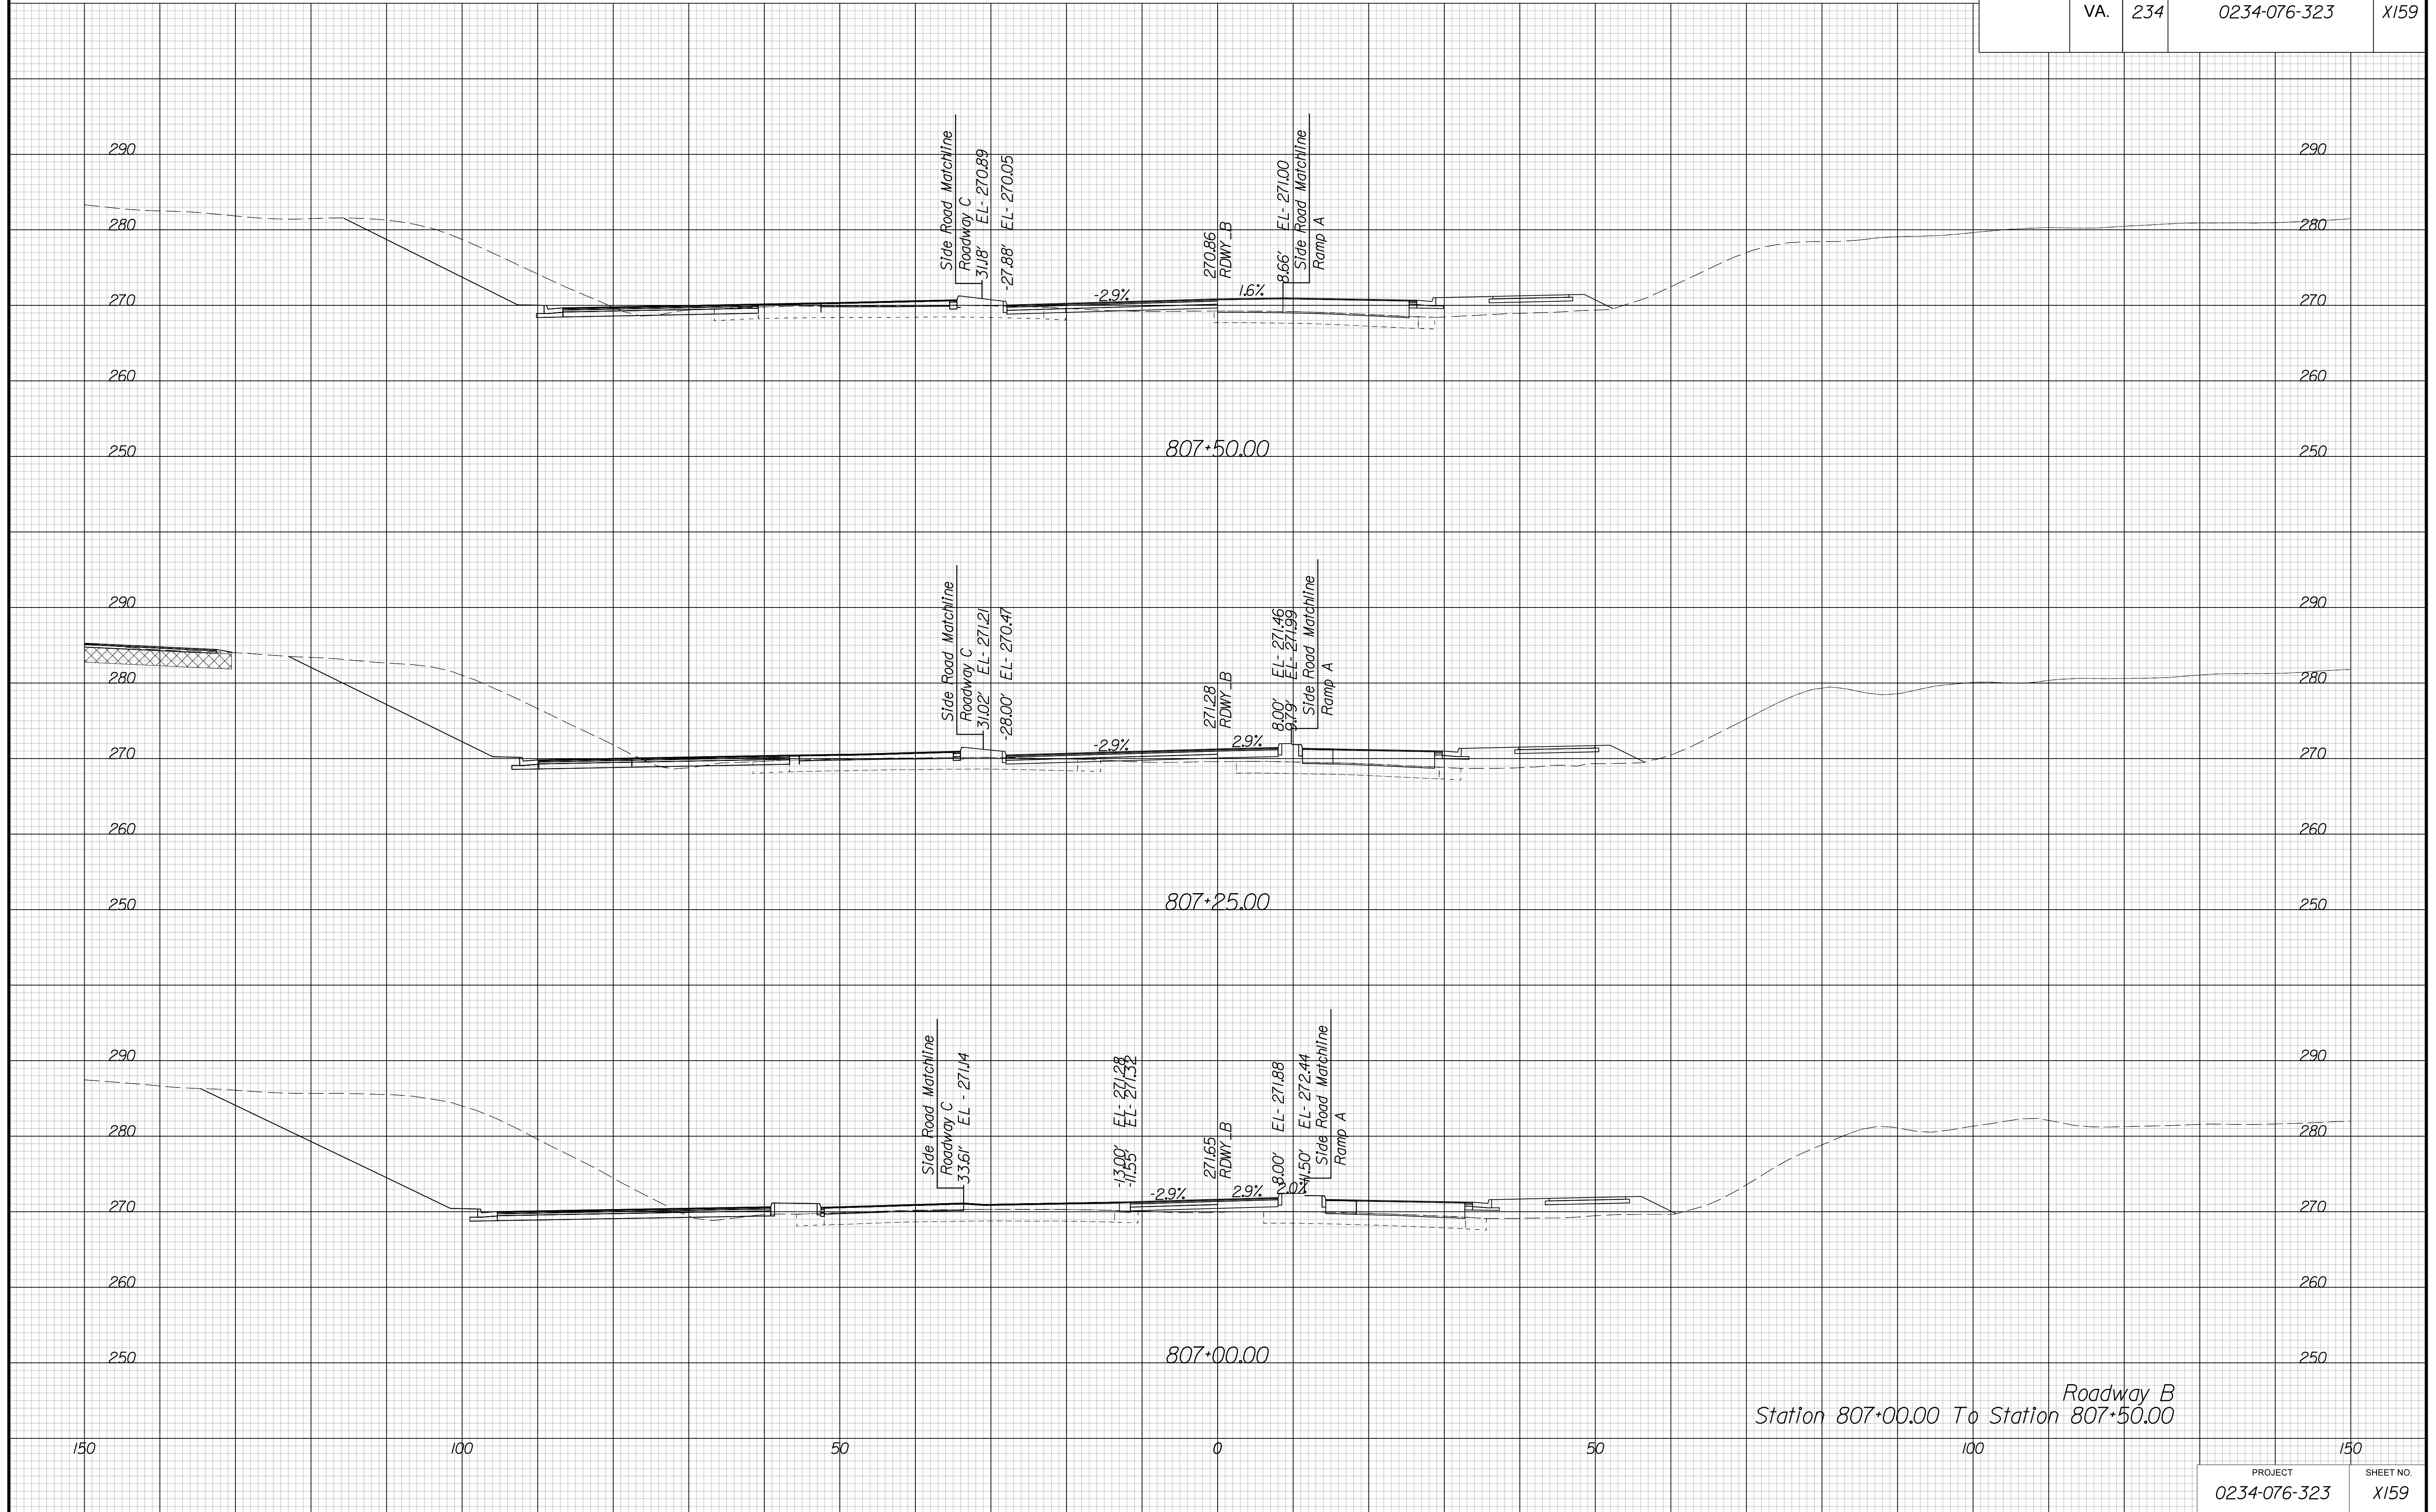 VA. 234 0234-076-323 X159
Side Road Matchline
Roadway C
31.18' EL- 270.89
-27.88' EL- 270.05
270.86
RDWY_B
8.66' EL- 271.00
Side Road Matchline
Ramp A
290 290
280 280
-2.9% 1.6%
270 270
260 260
250 250
807+50.00
Side Road Matchline
Roadway C
31.02' EL- 271.21
-28.00' EL- 270.47
271.28
RDWY_B
8.00' EL- 271.46
9.79' EL- 271.99
Side Road Matchline
Ramp A
290 290
280 280
-2.9% 2.9%
270 270
260 260
250 250
807+25.00
Side Road Matchline
Roadway C
33.61' EL - 271.14
-13.00' EL- 271.28
-11.55' EL- 271.32
271.65
RDWY_B
8.00' EL- 271.88
11.50' EL- 272.44
Side Road Matchline
Ramp A
290 290
280 280
-2.9% 2.9% 2.0%
270 270
260 260
250 250
807+00.00
Roadway B
Station 807+00.00 To Station 807+50.00
150 100 50 0 50 100 150
PROJECT SHEET NO.
0234-076-323 X159